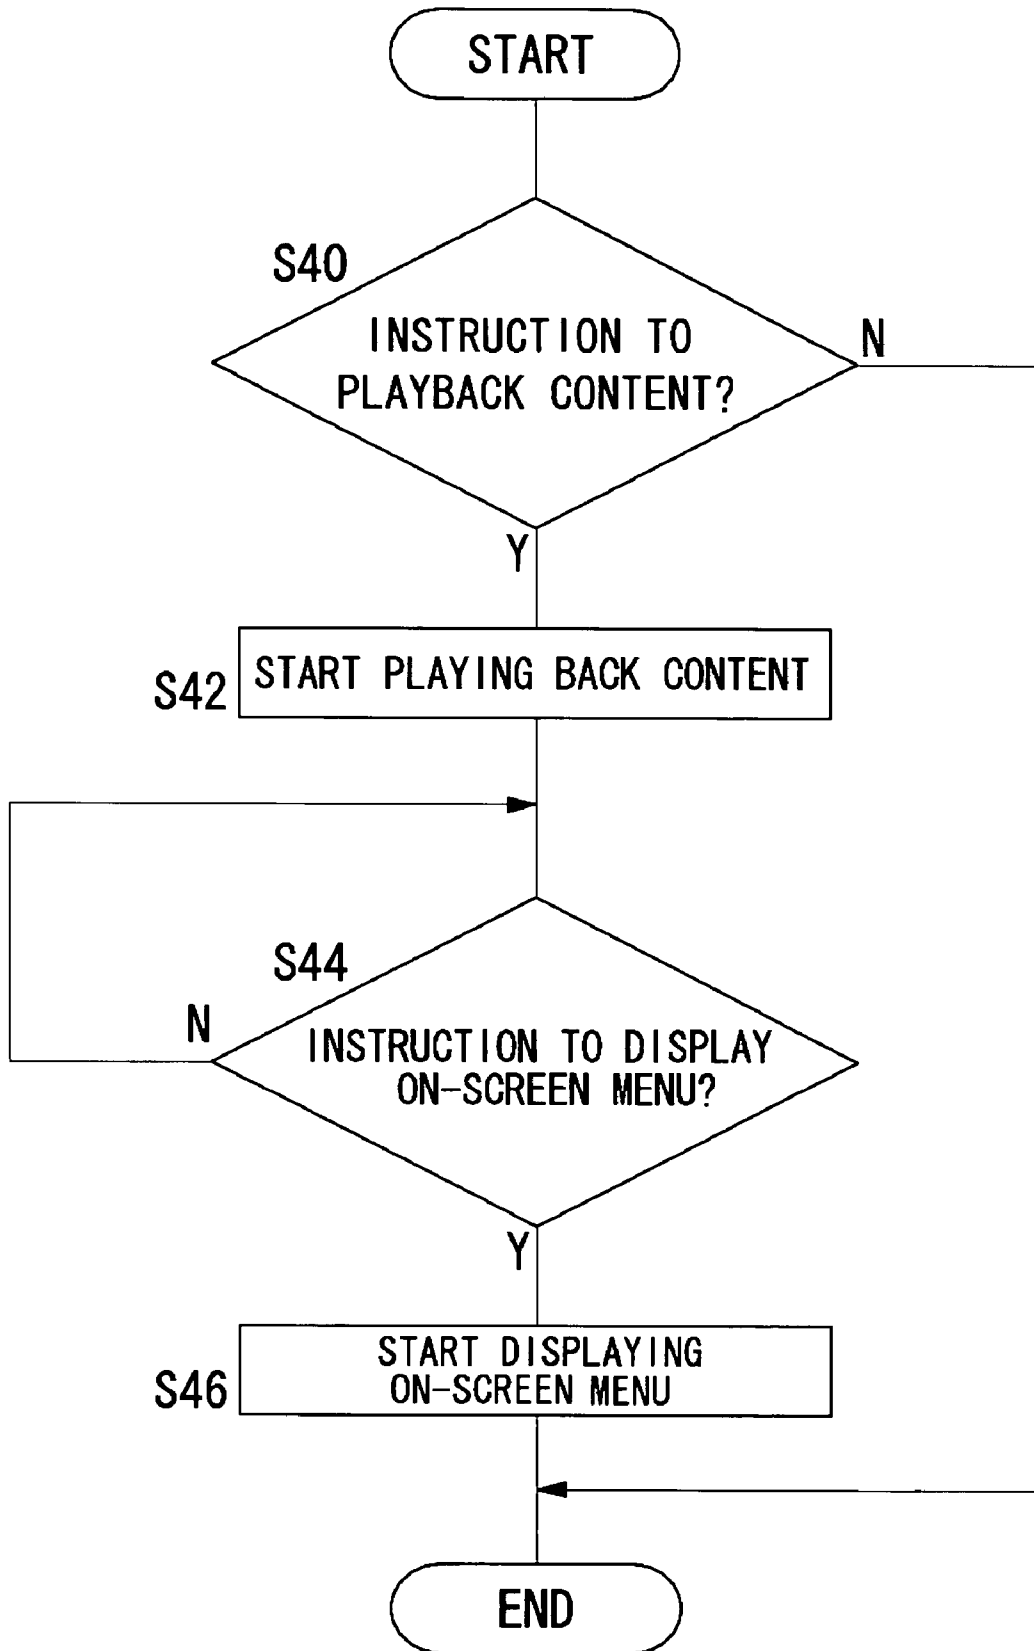 START
S40
INSTRUCTION TO
PLAYBACK CONTENT?
N
Y
S42
START PLAYING BACK CONTENT
S44
N
INSTRUCTION TO DISPLAY
ON-SCREEN MENU?
Y
S46
START DISPLAYING
ON-SCREEN MENU
END